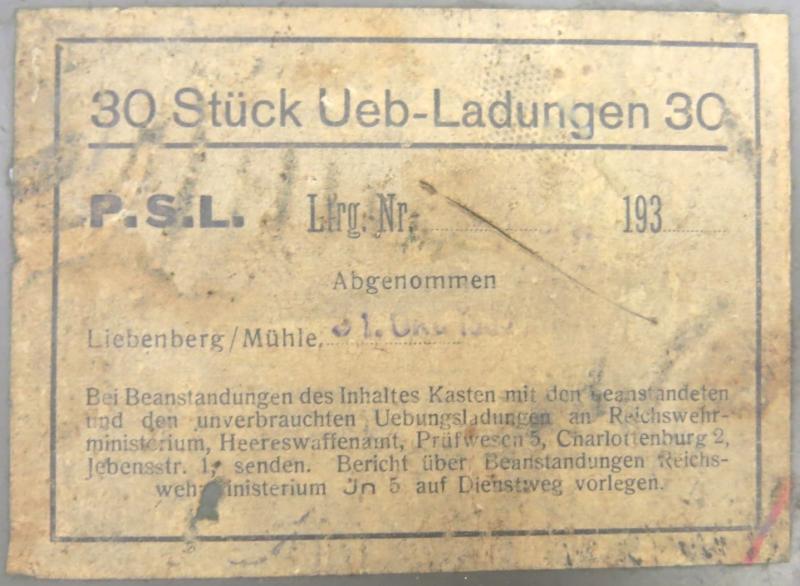 30 Stück Ueb-Ladungen 30
P.S.L. Lfrg. Nr. 193
Abgenommen
Liebenberg/Mühle, 31. Okt.
Bei Beanstandungen des Inhaltes Kasten mit den beanstandeten
und den unverbrauchten Uebungsladungen an Reichswehr-
ministerium, Heereswaffenamt, Prüfwesen 5, Charlottenburg 2,
Jebensstr. 1, senden. Bericht über Beanstandungen Reichs-
wehrministerium Jn 5 auf Dienstweg vorlegen.